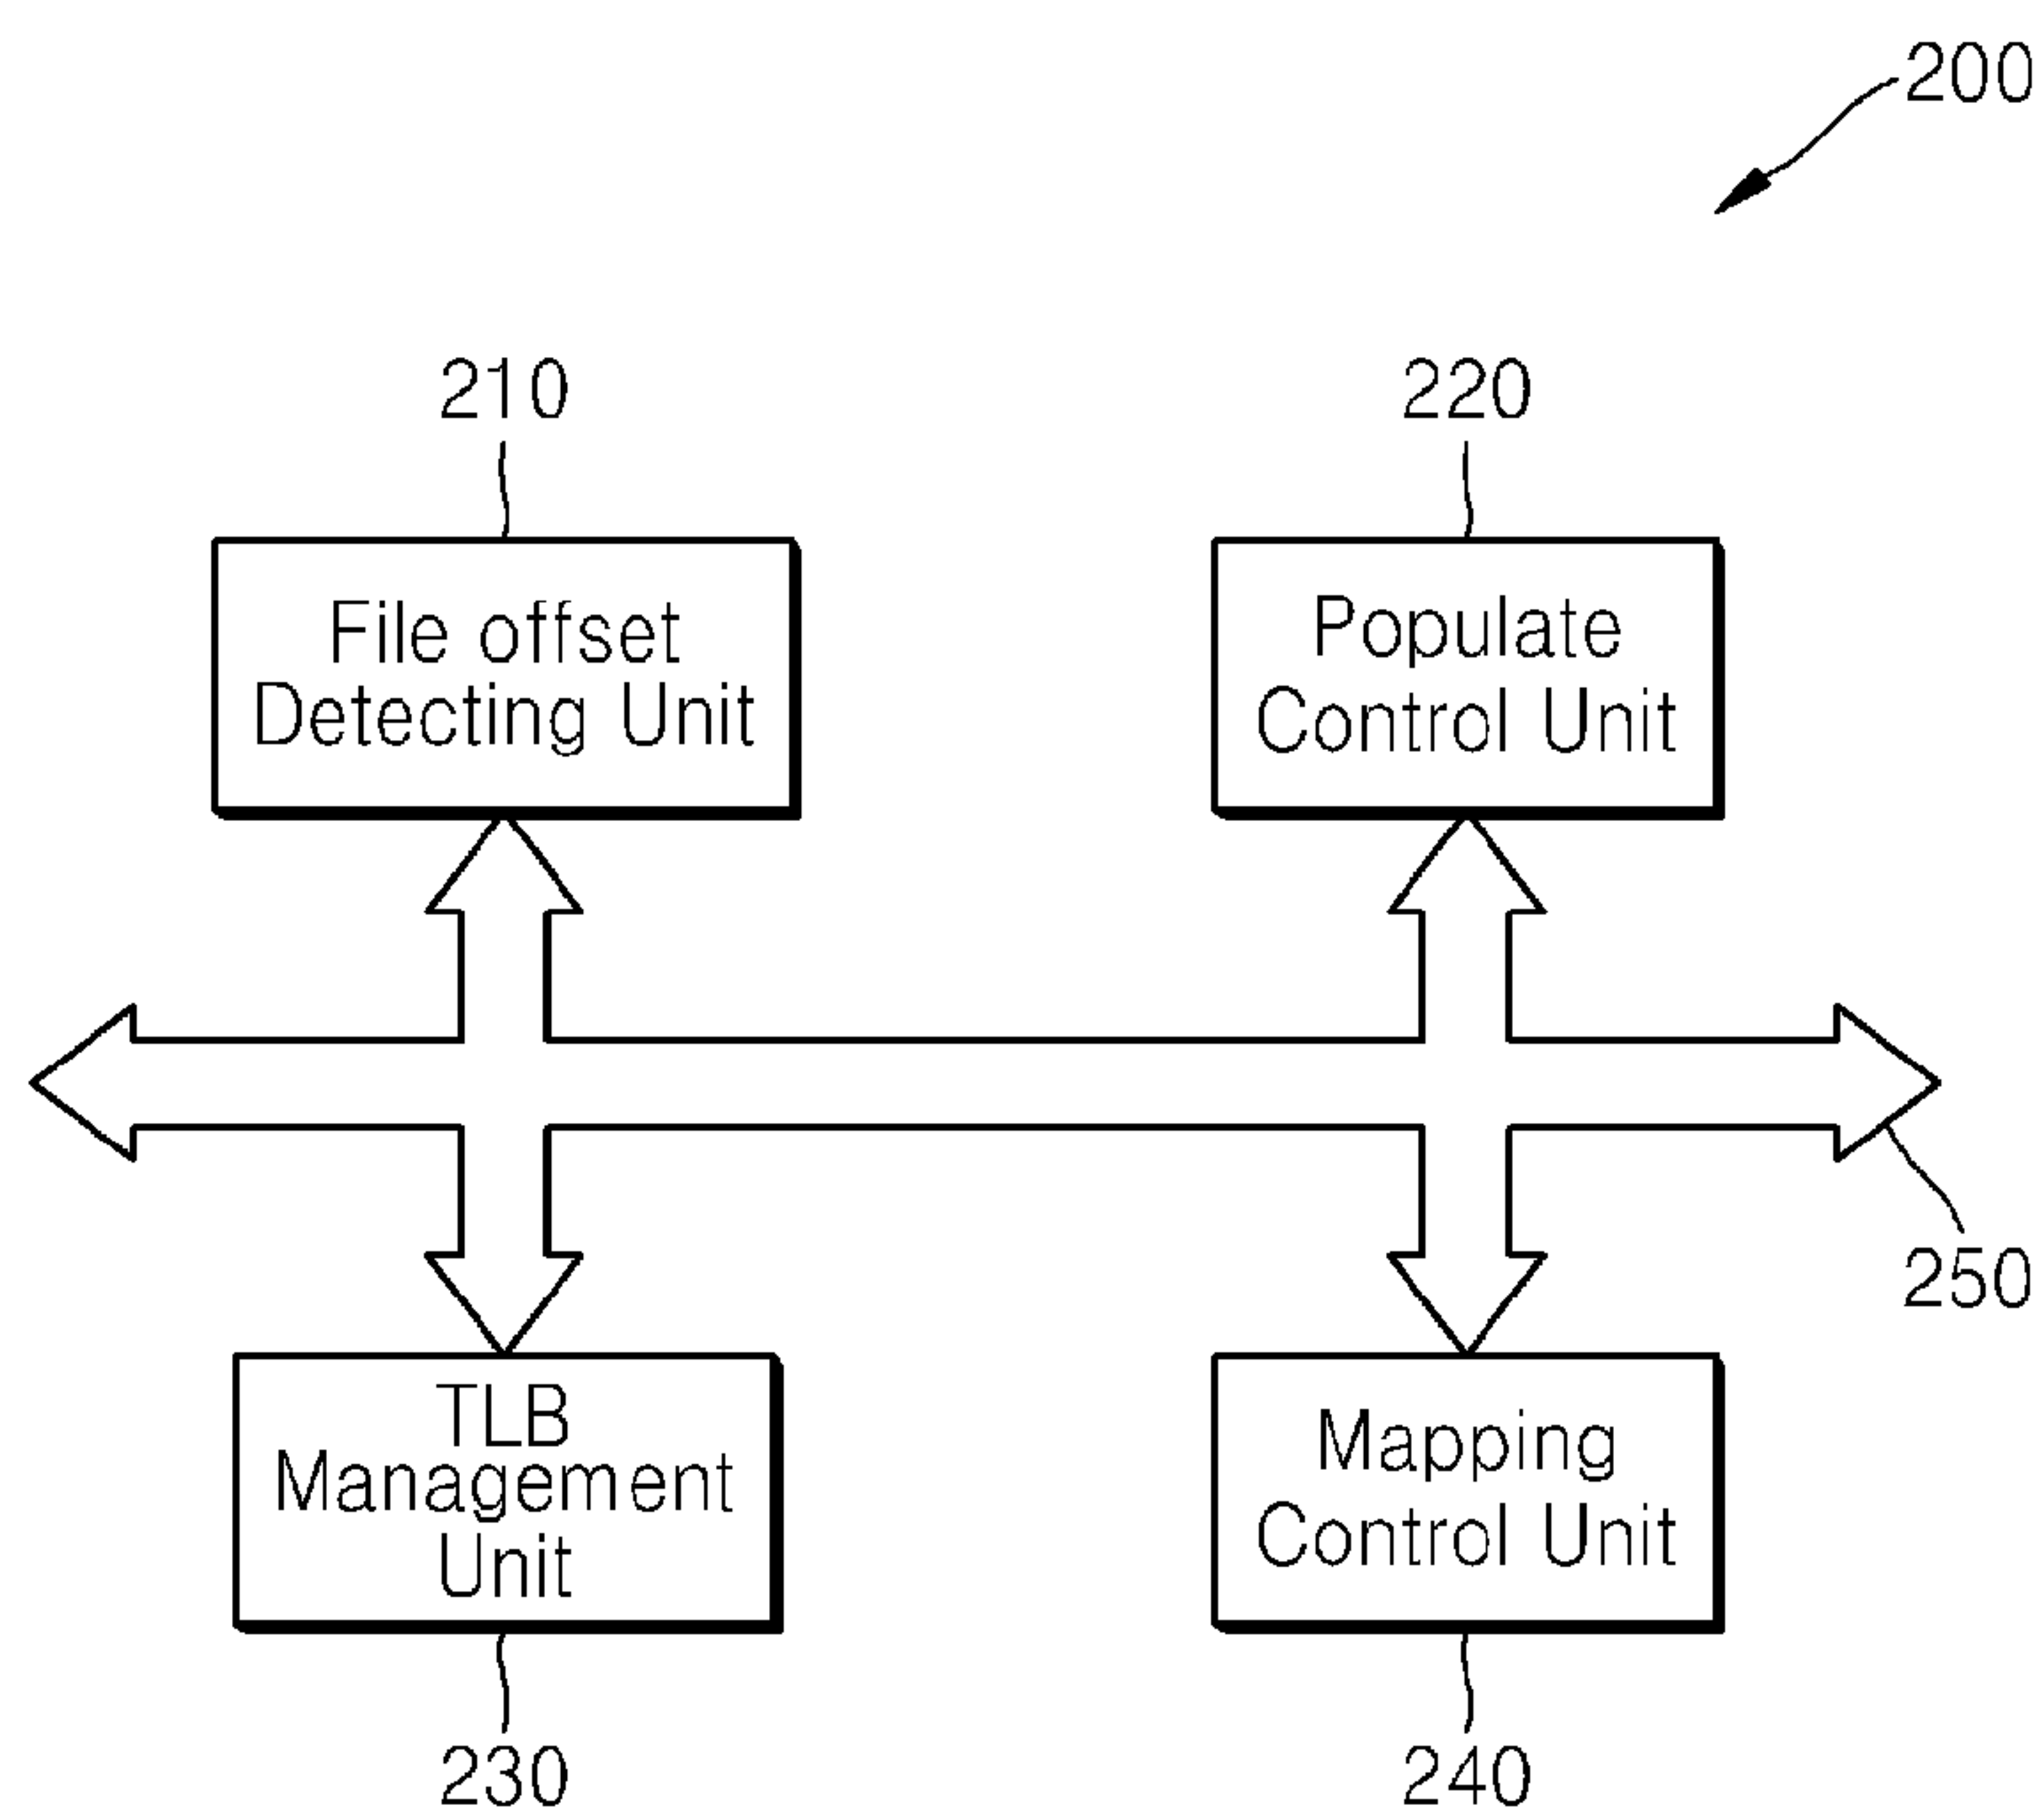 200
210
220
File offset
Detecting Unit
Populate
Control Unit
250
TLB
Management
Unit
Mapping
Control Unit
230
240